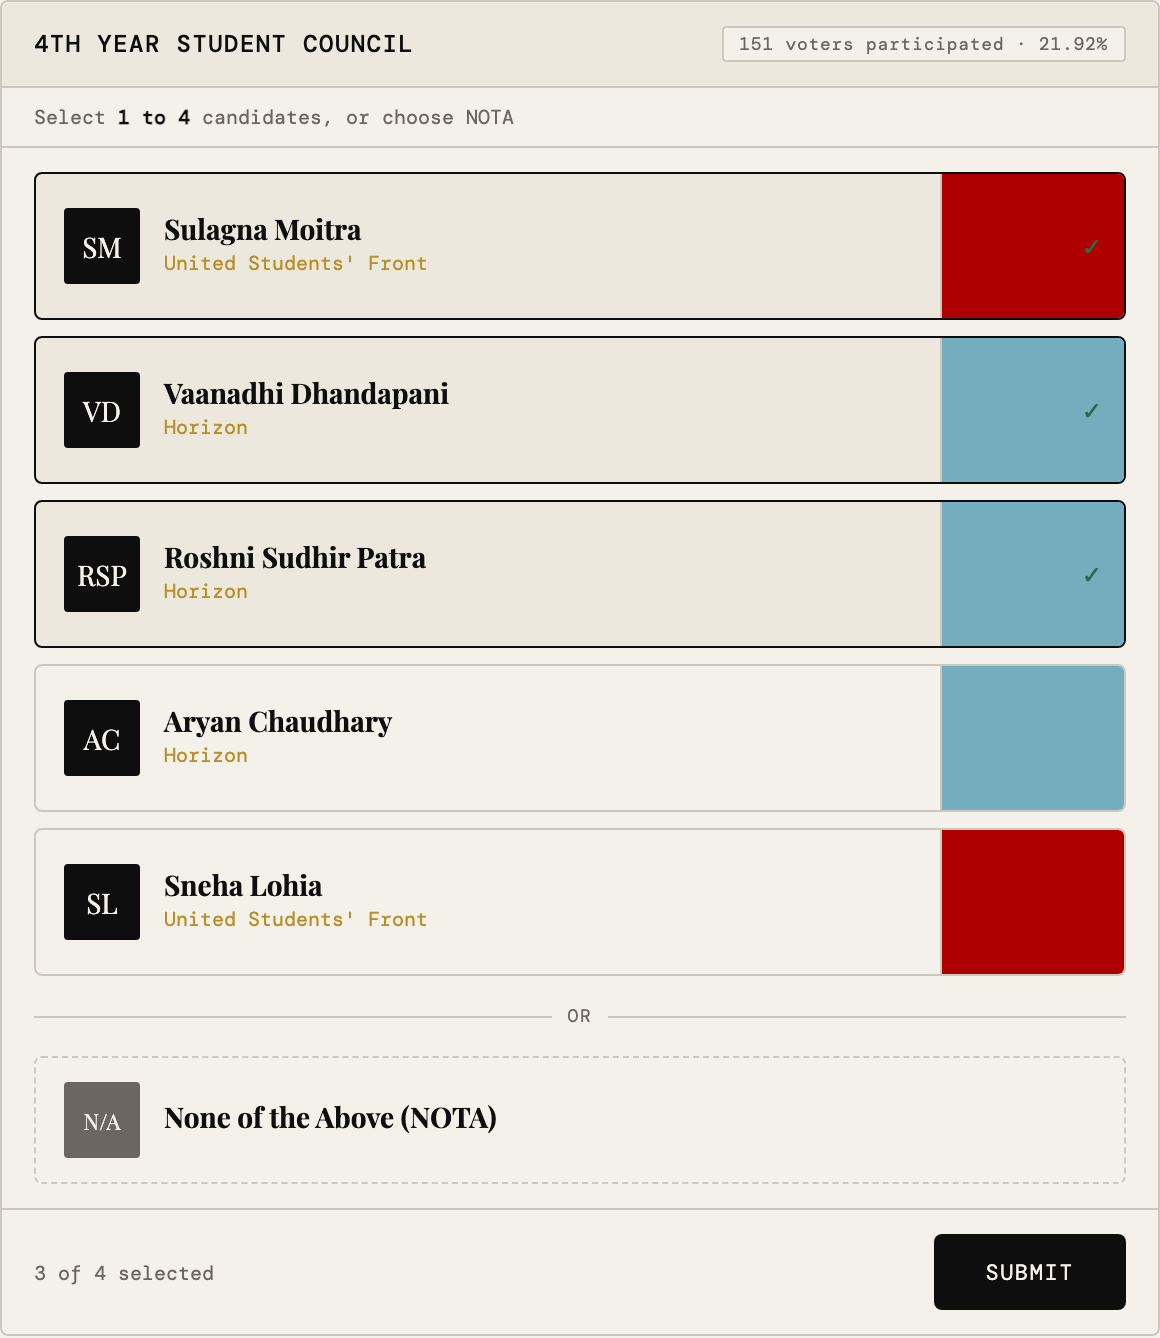 4TH YEAR STUDENT COUNCIL
151 voters participated · 21.92%
Select 1 to 4 candidates, or choose NOTA
SM
Sulagna Moitra
United Students' Front
✓
VD
Vaanadhi Dhandapani
Horizon
✓
RSP
Roshni Sudhir Patra
Horizon
✓
AC
Aryan Chaudhary
Horizon
SL
Sneha Lohia
United Students' Front
OR
N/A
None of the Above (NOTA)
3 of 4 selected
SUBMIT